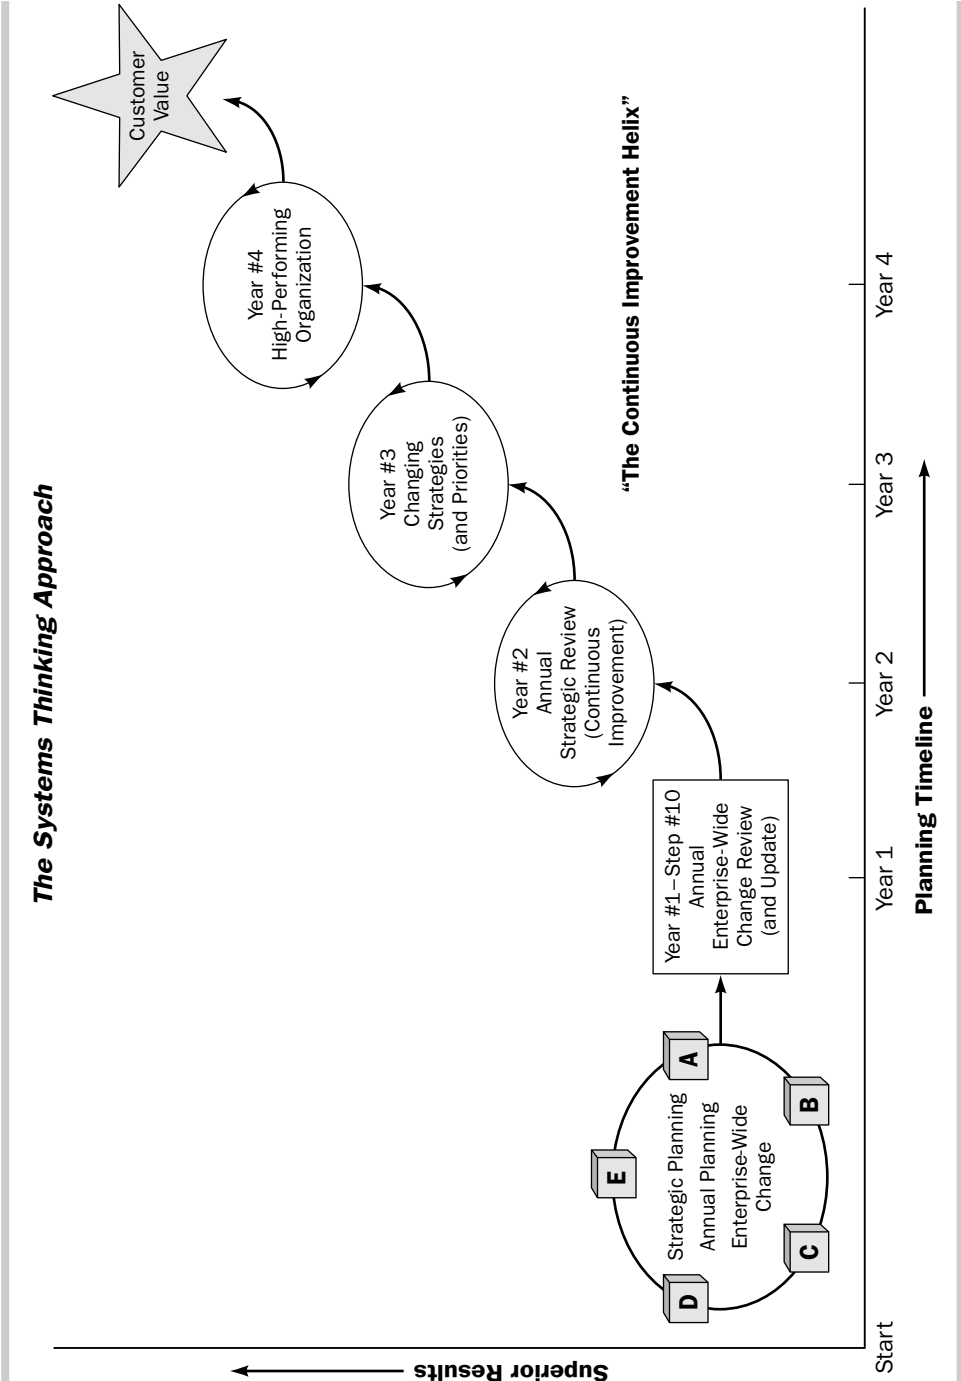 The Systems Thinking Approach
Superior Results
Customer
Value
Year #4
High-Performing
Organization
Year #3
Changing
Strategies
(and Priorities)
Year #2
Annual
Strategic Review
(Continuous
Improvement)
“The Continuous Improvement Helix”
Year #1–Step #10
Annual
Enterprise-Wide
Change Review
(and Update)
E
D
A
Strategic Planning
Annual Planning
Enterprise-Wide
Change
C
B
Start
Year 1
Year 2
Year 3
Year 4
Planning Timeline